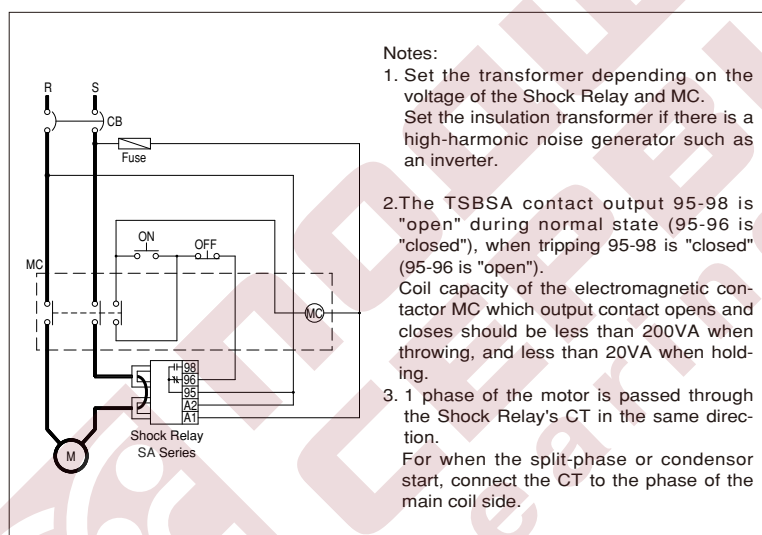 R S
CB
Fuse
ON
OFF
MC
MC
98
96
95
A2
A1
Shock Relay
SA Series
M
Notes:
1. Set the transformer depending on the
voltage of the Shock Relay and MC.
Set the insulation transformer if there is a
high-harmonic noise generator such as
an inverter.
2.The TSBSA contact output 95-98 is
"open" during normal state (95-96 is
"closed"), when tripping 95-98 is "closed"
(95-96 is "open").
Coil capacity of the electromagnetic con-
tactor MC which output contact opens and
closes should be less than 200VA when
throwing, and less than 20VA when hold-
ing.
3. 1 phase of the motor is passed through
the Shock Relay's CT in the same direc-
tion.
For when the split-phase or condensor
start, connect the CT to the phase of the
main coil side.